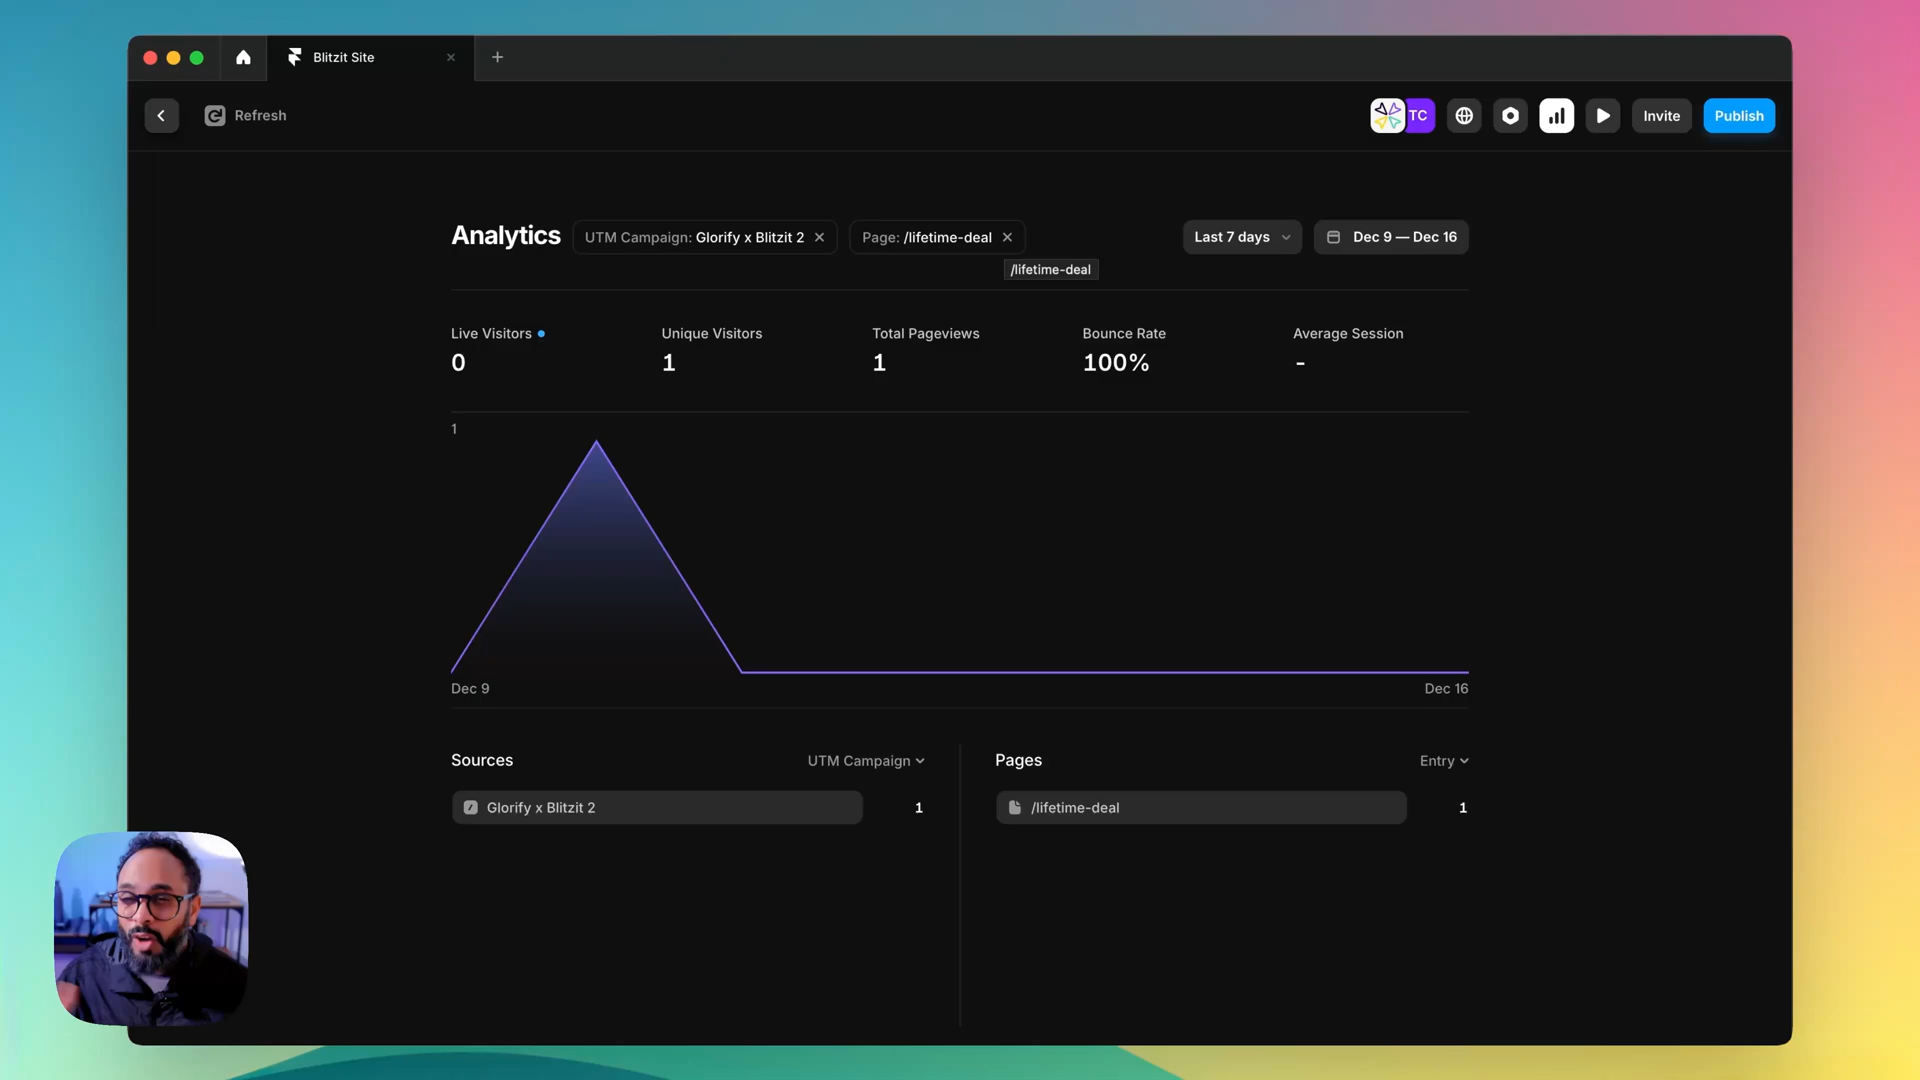 Blitzit Site
Refresh
TC
Invite
Publish
Analytics
UTM Campaign: Glorify x Blitzit 2
Page: /lifetime-deal
Last 7 days
Dec 9 — Dec 16
/lifetime-deal
Live Visitors
Unique Visitors
Total Pageviews
Bounce Rate
Average Session
0
1
1
100%
-
1
Dec 9
Dec 16
Sources
UTM Campaign
Pages
Entry
Glorify x Blitzit 2
1
/lifetime-deal
1